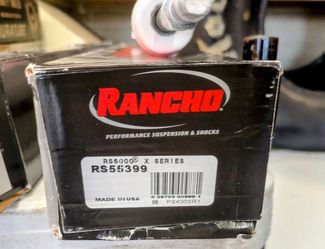 RANCHO
PERFORMANCE SUSPENSION & SHOCKS
RS5000 X SERIES
RS55399
MADE IN USA